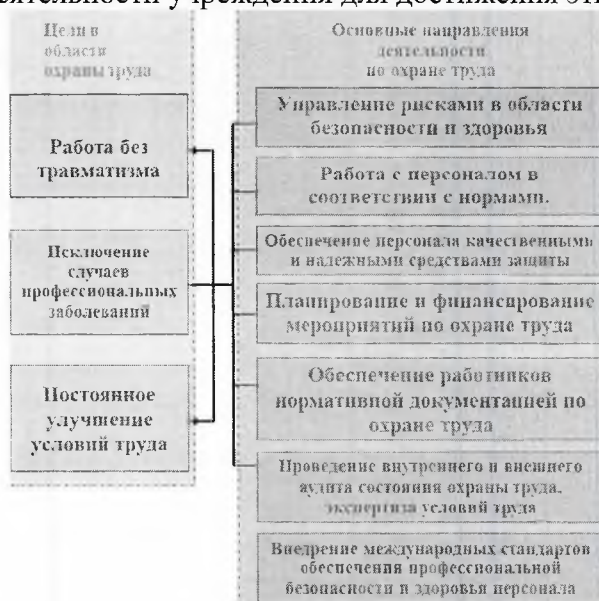 деятельности учреждения для достижения
Цели в
области
охраны труда
Работа без
травматизма
Исключение
случаев
профессиональных
заболеваний
Постоянное
улучшение
условий труда
Основные направления
деятельности
по охране труда
Управление рисками в области
безопасности и здоровья
Работа с персоналом в
соответствии с нормами.
Обеспечение персонала качественными
и надежными средствами защиты
Планирование и финансирование
мероприятий по охране труда
Обеспечение работников
нормативной документацией по
охране труда
Проведение внутреннего и внешнего
аудита состояния охраны труда.
экспертиза условий труда
Внедрение международных стандартов
обеспечения профессиональной
безопасности и здоровья персонала